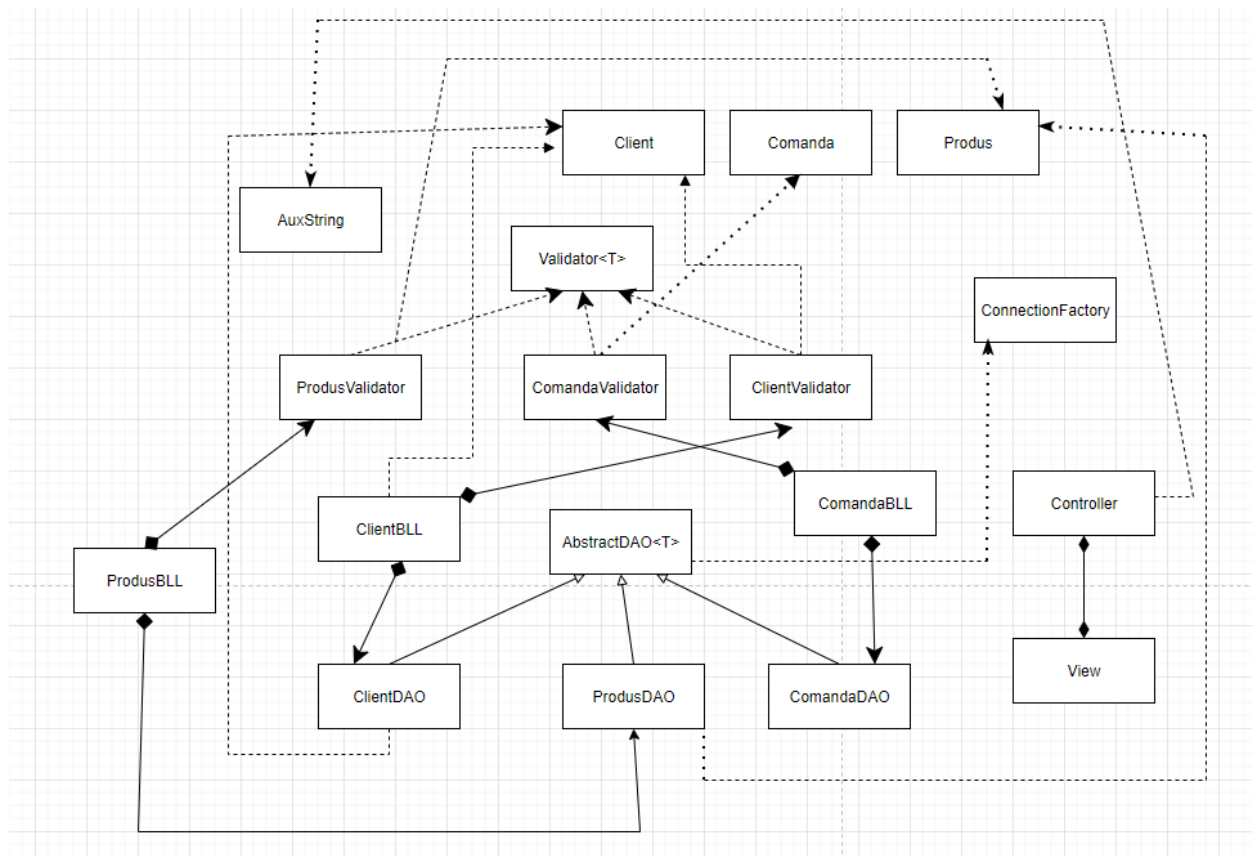 Client
Comanda
Produs
AuxString
Validator<T>
ConnectionFactory
ProdusValidator
ComandaValidator
ClientValidator
ComandaBLL
Controller
ClientBLL
AbstractDAO<T>
ProdusBLL
View
ClientDAO
ProdusDAO
ComandaDAO